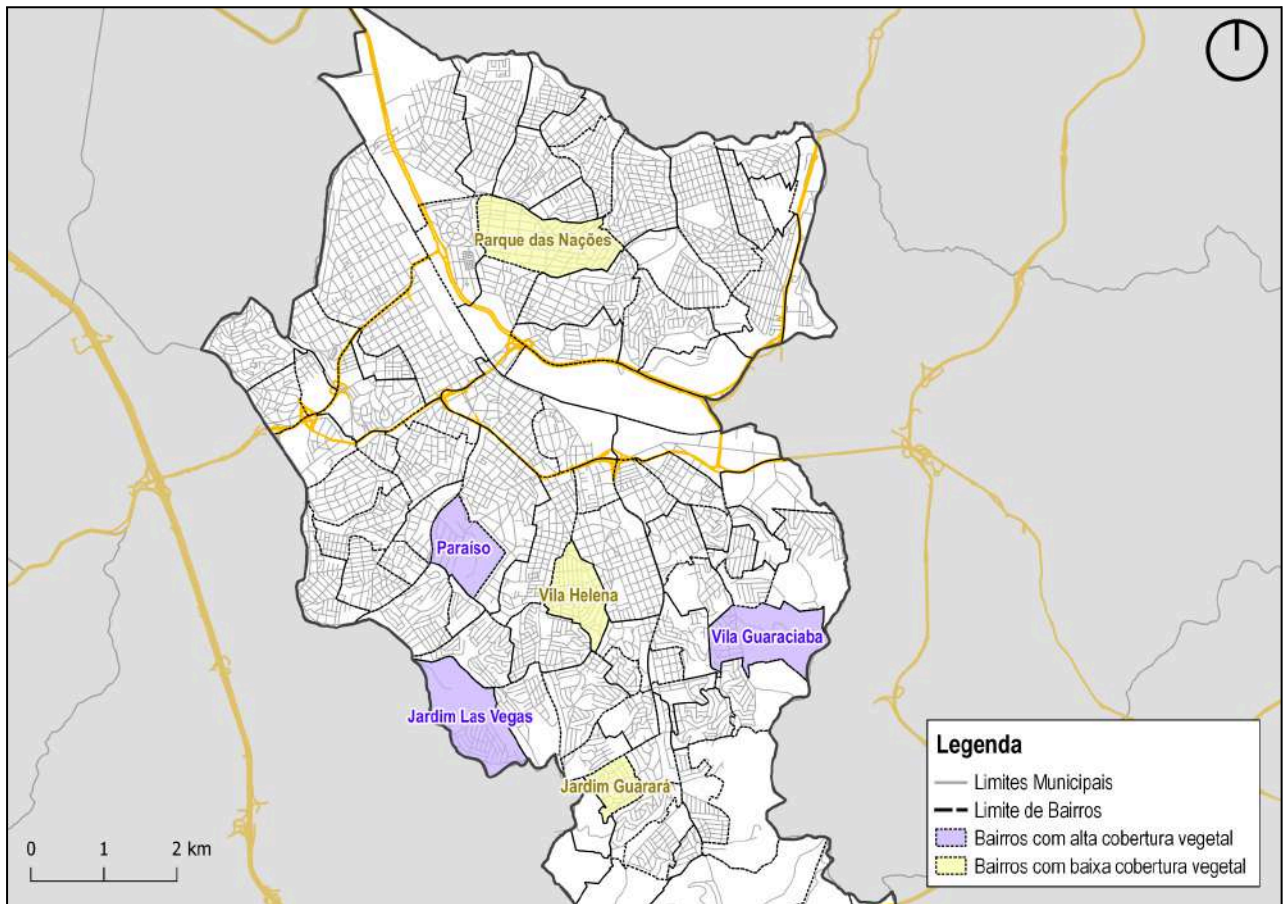 Parque das Nações
Paraíso
Vila Helena
Vila Guaraciaba
Jardim Las Vegas
Jardim Guarará
Legenda
Limites Municipais
Limite de Bairros
Bairros com alta cobertura vegetal
Bairros com baixa cobertura vegetal
0 1 2 km